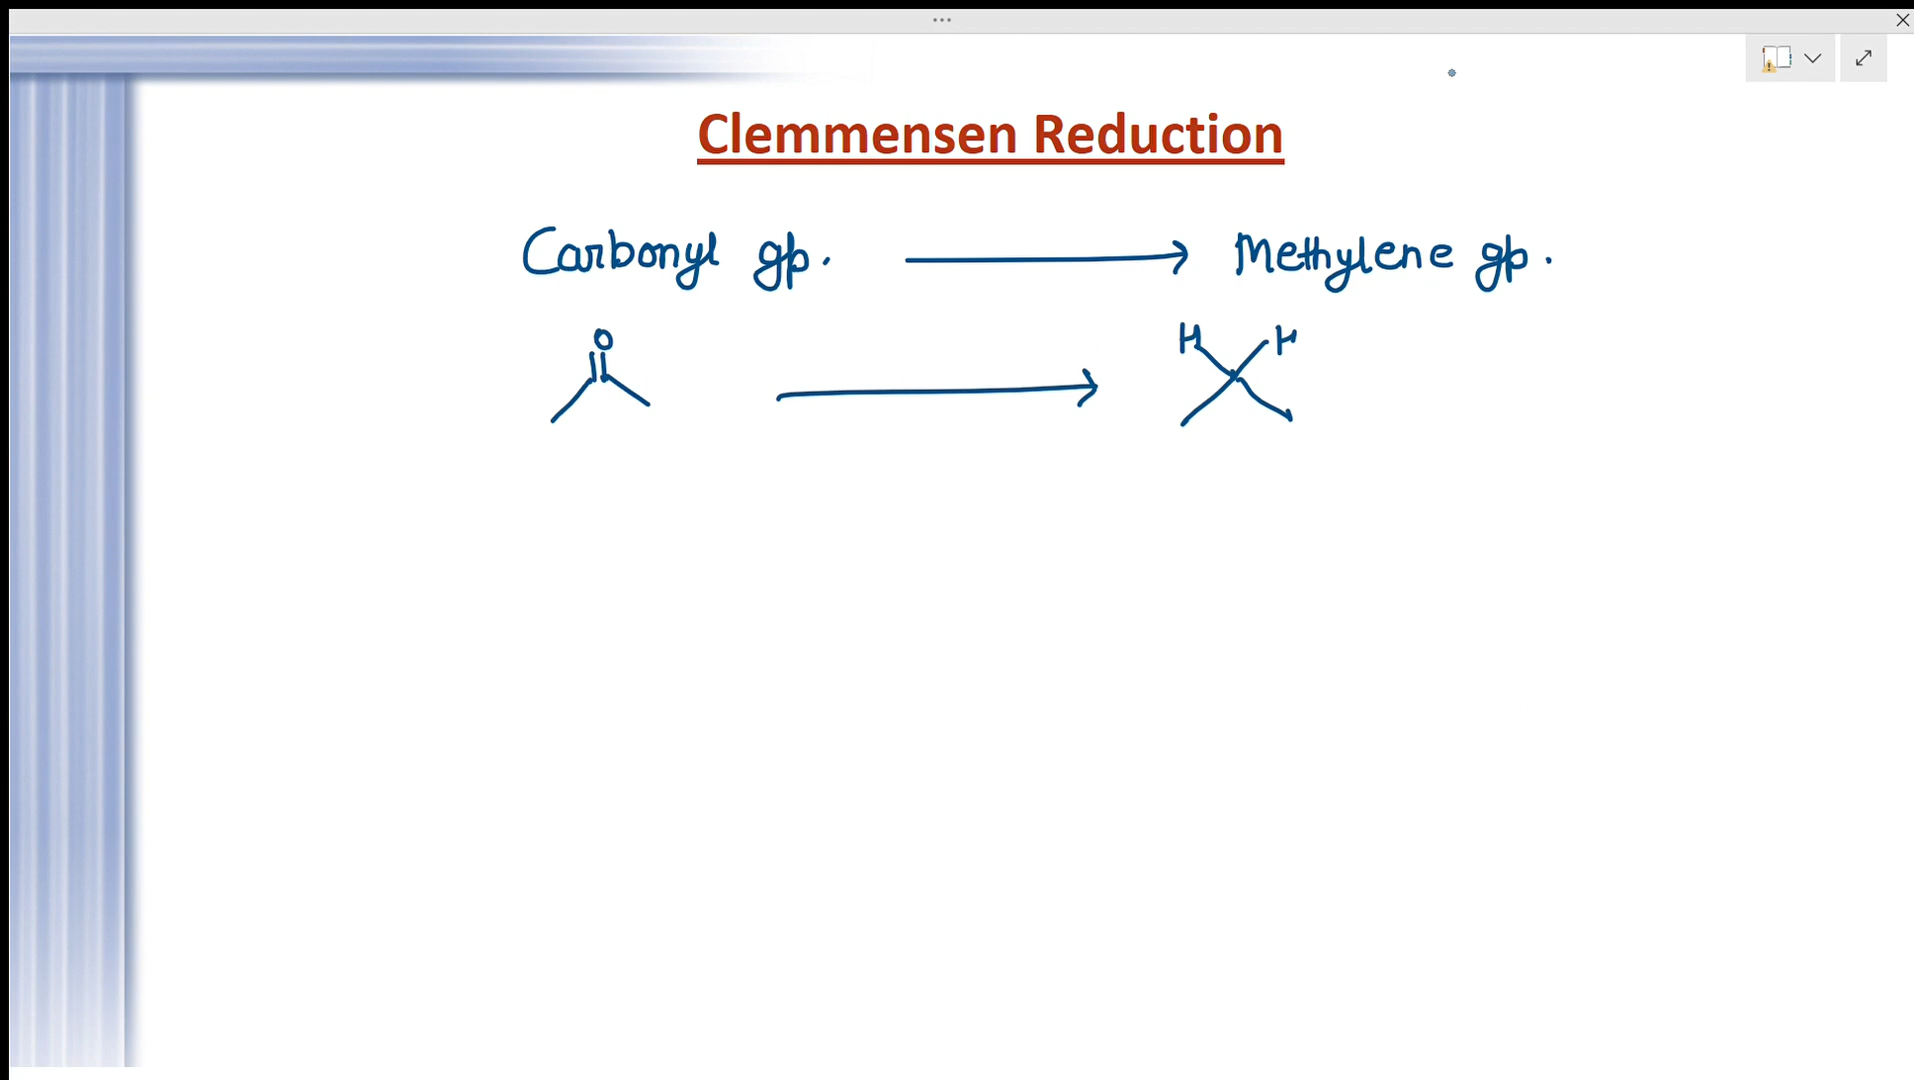 Clemmensen Reduction
Carbonyl gp. → Methylene gp.
O → H H